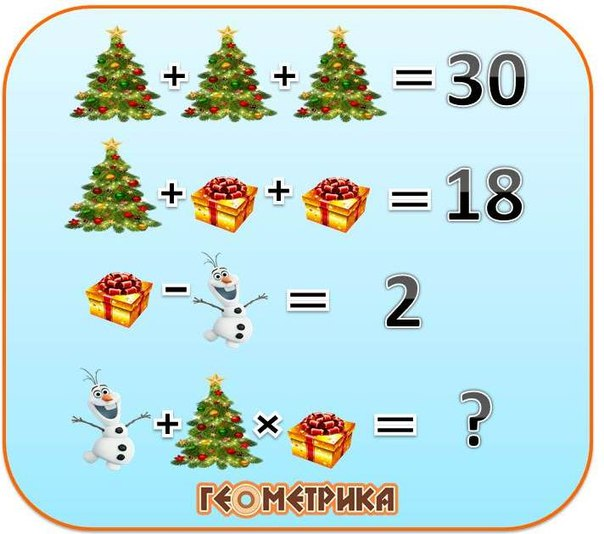 + + = 30
+ + = 18
- = 2
+ × = ?
ГЕОМЕТРИКА